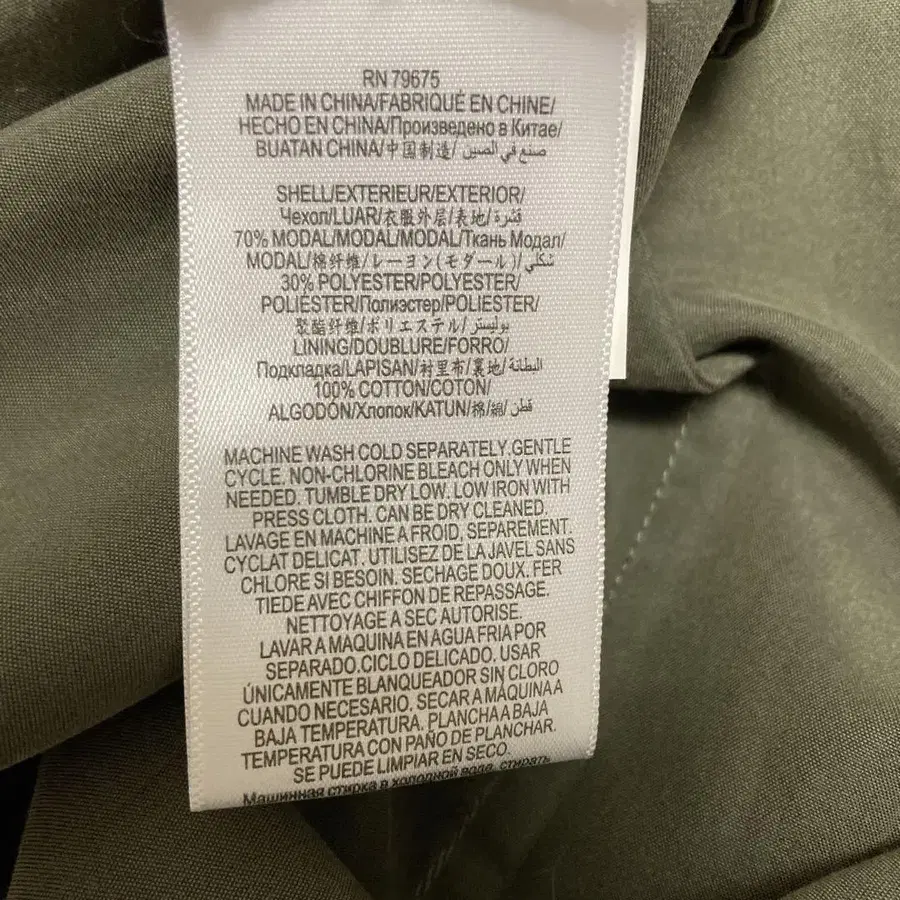 RN 79675
MADE IN CHINA/FABRIQUÉ EN CHINE/
HECHO EN CHINA/Произведено в Китае/
BUATAN CHINA/中国制造/صنع في الصين
SHELL/EXTERIEUR/EXTERIOR/
Чехол/LUAR/衣服外层/表地/قشرة
70% MODAL/MODAL/MODAL/Ткань Модал/
MODAL/棉纤维/レーヨン(モダール)/شكلي
30% POLYESTER/POLYESTER/
POLIÉSTER/Полиэстер/POLIESTER/
聚酯纤维/ポリエステル/بوليستر
LINING/DOUBLURE/FORRO/
Подкладка/LAPISAN/衬里布/裏地/البطانة
100% COTTON/COTON/
ALGODÓN/Хлопок/KATUN/棉/綿/قطن
MACHINE WASH COLD SEPARATELY.GENTLE
CYCLE. NON-CHLORINE BLEACH ONLY WHEN
NEEDED. TUMBLE DRY LOW. LOW IRON WITH
PRESS CLOTH. CAN BE DRY CLEANED.
LAVAGE EN MACHINE A FROID, SEPAREMENT.
CYCLAT DELICAT. UTILISEZ DE LA JAVEL SANS
CHLORE SI BESOIN. SECHAGE DOUX. FER
TIEDE AVEC CHIFFON DE REPASSAGE.
NETTOYAGE A SEC AUTORISE.
LAVAR A MAQUINA EN AGUA FRIA POR
SEPARADO.CICLO DELICADO. USAR
ÚNICAMENTE BLANQUEADOR SIN CLORO
CUANDO NECESARIO. SECAR A MÁQUINA A
BAJA TEMPERATURA. PLANCHA A BAJA
TEMPERATURA CON PAÑO DE PLANCHAR.
SE PUEDE LIMPIAR EN SECO.
Машинная стирка в холодной воде, стирать